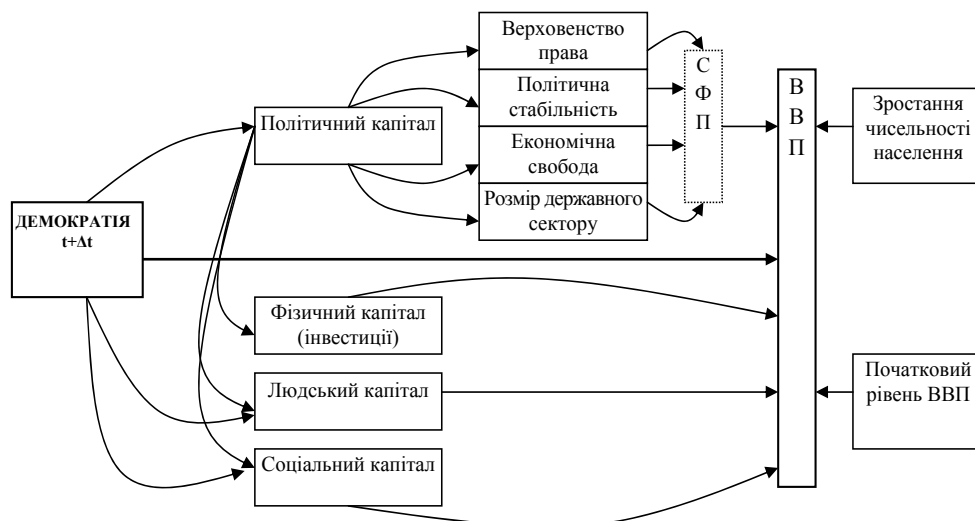 Верховенство
права
Політична
стабільність
Економічна
свобода
Розмір державного
сектору
С
Ф
П
В
В
П
Зростання
чисельності
населення
Політичний капітал
ДЕМОКРАТІЯ
t+Δt
Фізичний капітал
(інвестиції)
Людський капітал
Соціальний капітал
Початковий
рівень ВВП